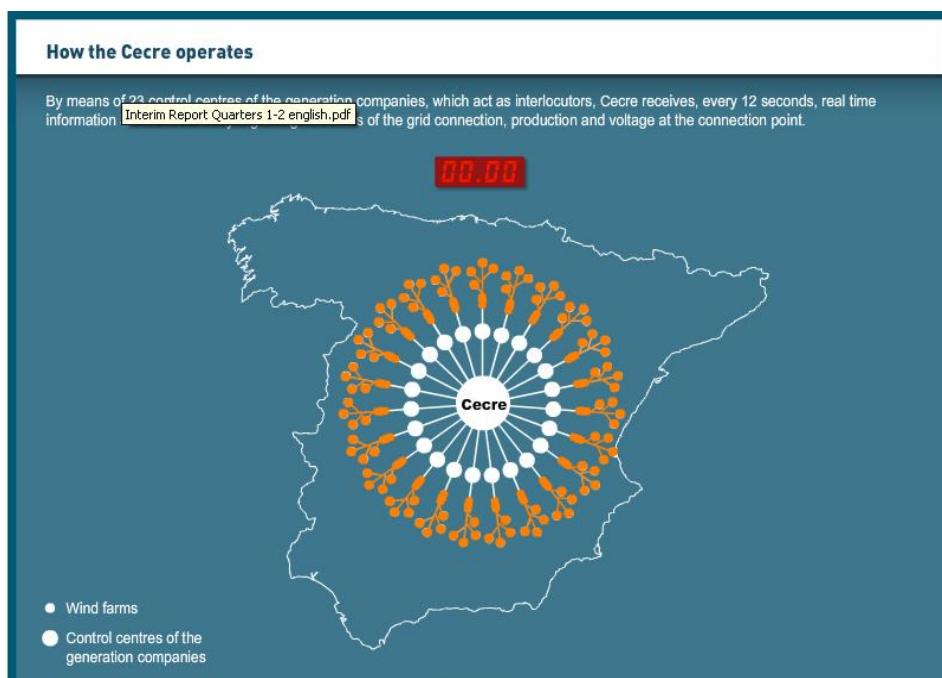 How the Cecre operates
By means of 23 control centres of the generation companies, which act as interlocutors, Cecre receives, every 12 seconds, real time
Interim Report Quarters 1-2 english.pdf
information of the grid connection, production and voltage at the connection point.
00.00
Cecre
Wind farms
Control centres of the
generation companies